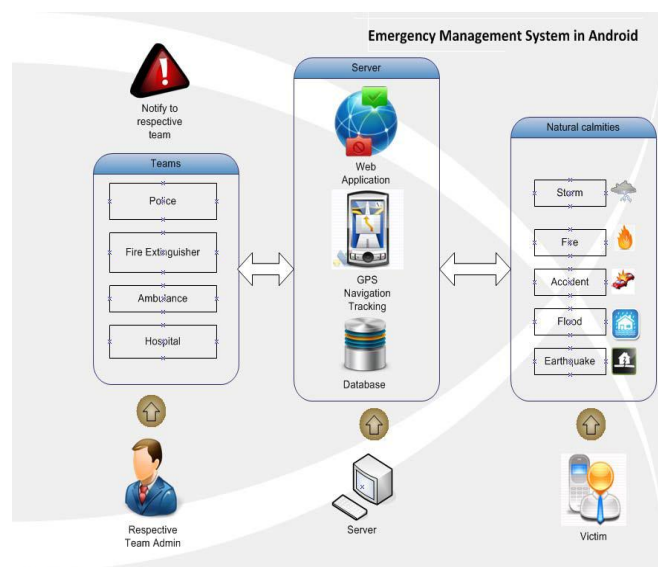 Emergency Management System in Android
Notify to
respective
team
Teams
Police
Fire Extinguisher
Ambulance
Hospital
Respective
Team Admin
Server
Web
Application
GPS
Navigation
Tracking
Database
Server
Natural calmities
Storm
Fire
Accident
Flood
Earthquake
Victim